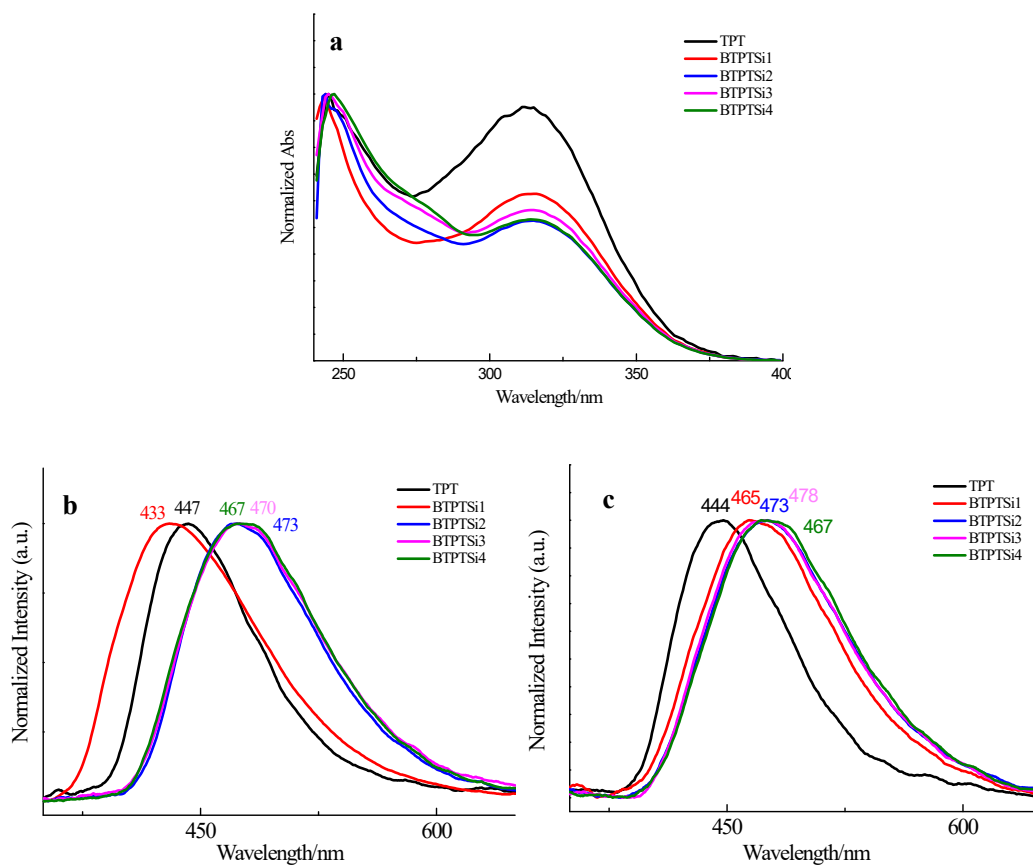 a
TPT
BTPTSi1
BTPTSi2
BTPTSi3
BTPTSi4
Normalized Abs
250 300 350 400
Wavelength/nm
b
433 447 467 470
473
TPT
BTPTSi1
BTPTSi2
BTPTSi3
BTPTSi4
Normalized Intensity (a.u.)
450 600
Wavelength/nm
c
444 465 473 478
467
TPT
BTPTSi1
BTPTSi2
BTPTSi3
BTPTSi4
Normalized Intensity (a.u.)
450 600
Wavelength/nm